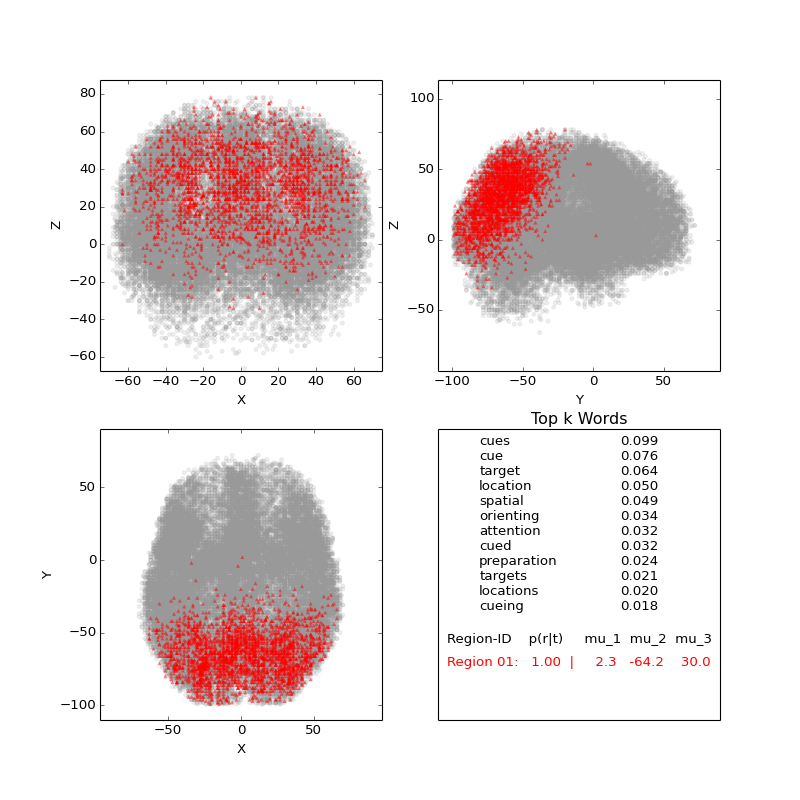 80
60
40
20
0
−20
−40
−60
Z
−60 −40 −20 0 20 40 60
X
100
50
0
−50
Z
−100 −50 0 50
Y
50
0
−50
−100
Y
−50 0 50
X
Top k Words
cues 0.099
cue 0.076
target 0.064
location 0.050
spatial 0.049
orienting 0.034
attention 0.032
cued 0.032
preparation 0.024
targets 0.021
locations 0.020
cueing 0.018
Region-ID p(r|t) mu_1 mu_2 mu_3
Region 01: 1.00 | 2.3 -64.2 30.0